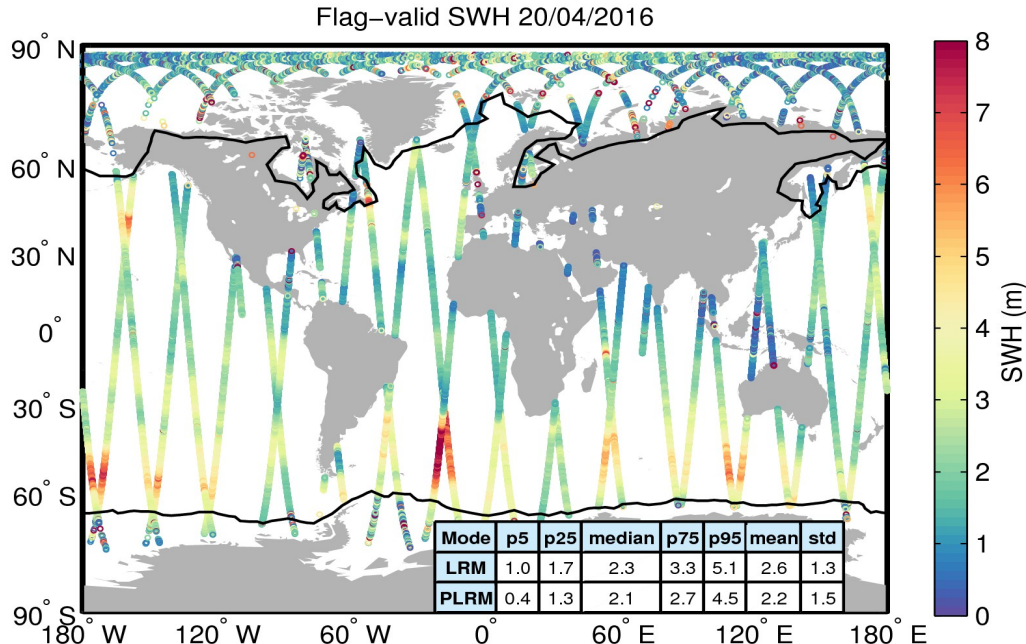 Flag−valid SWH 20/04/2016
90° N
60° N
30° N
0°
30° S
60° S
90° S
180° W
120° W
60° W
0°
60° E
120° E
180° E
8
7
6
5
4
3
2
1
0
SWH (m)
Mode p5 p25 median p75 p95 mean std
LRM 1.0 1.7 2.3 3.3 5.1 2.6 1.3
PLRM 0.4 1.3 2.1 2.7 4.5 2.2 1.5